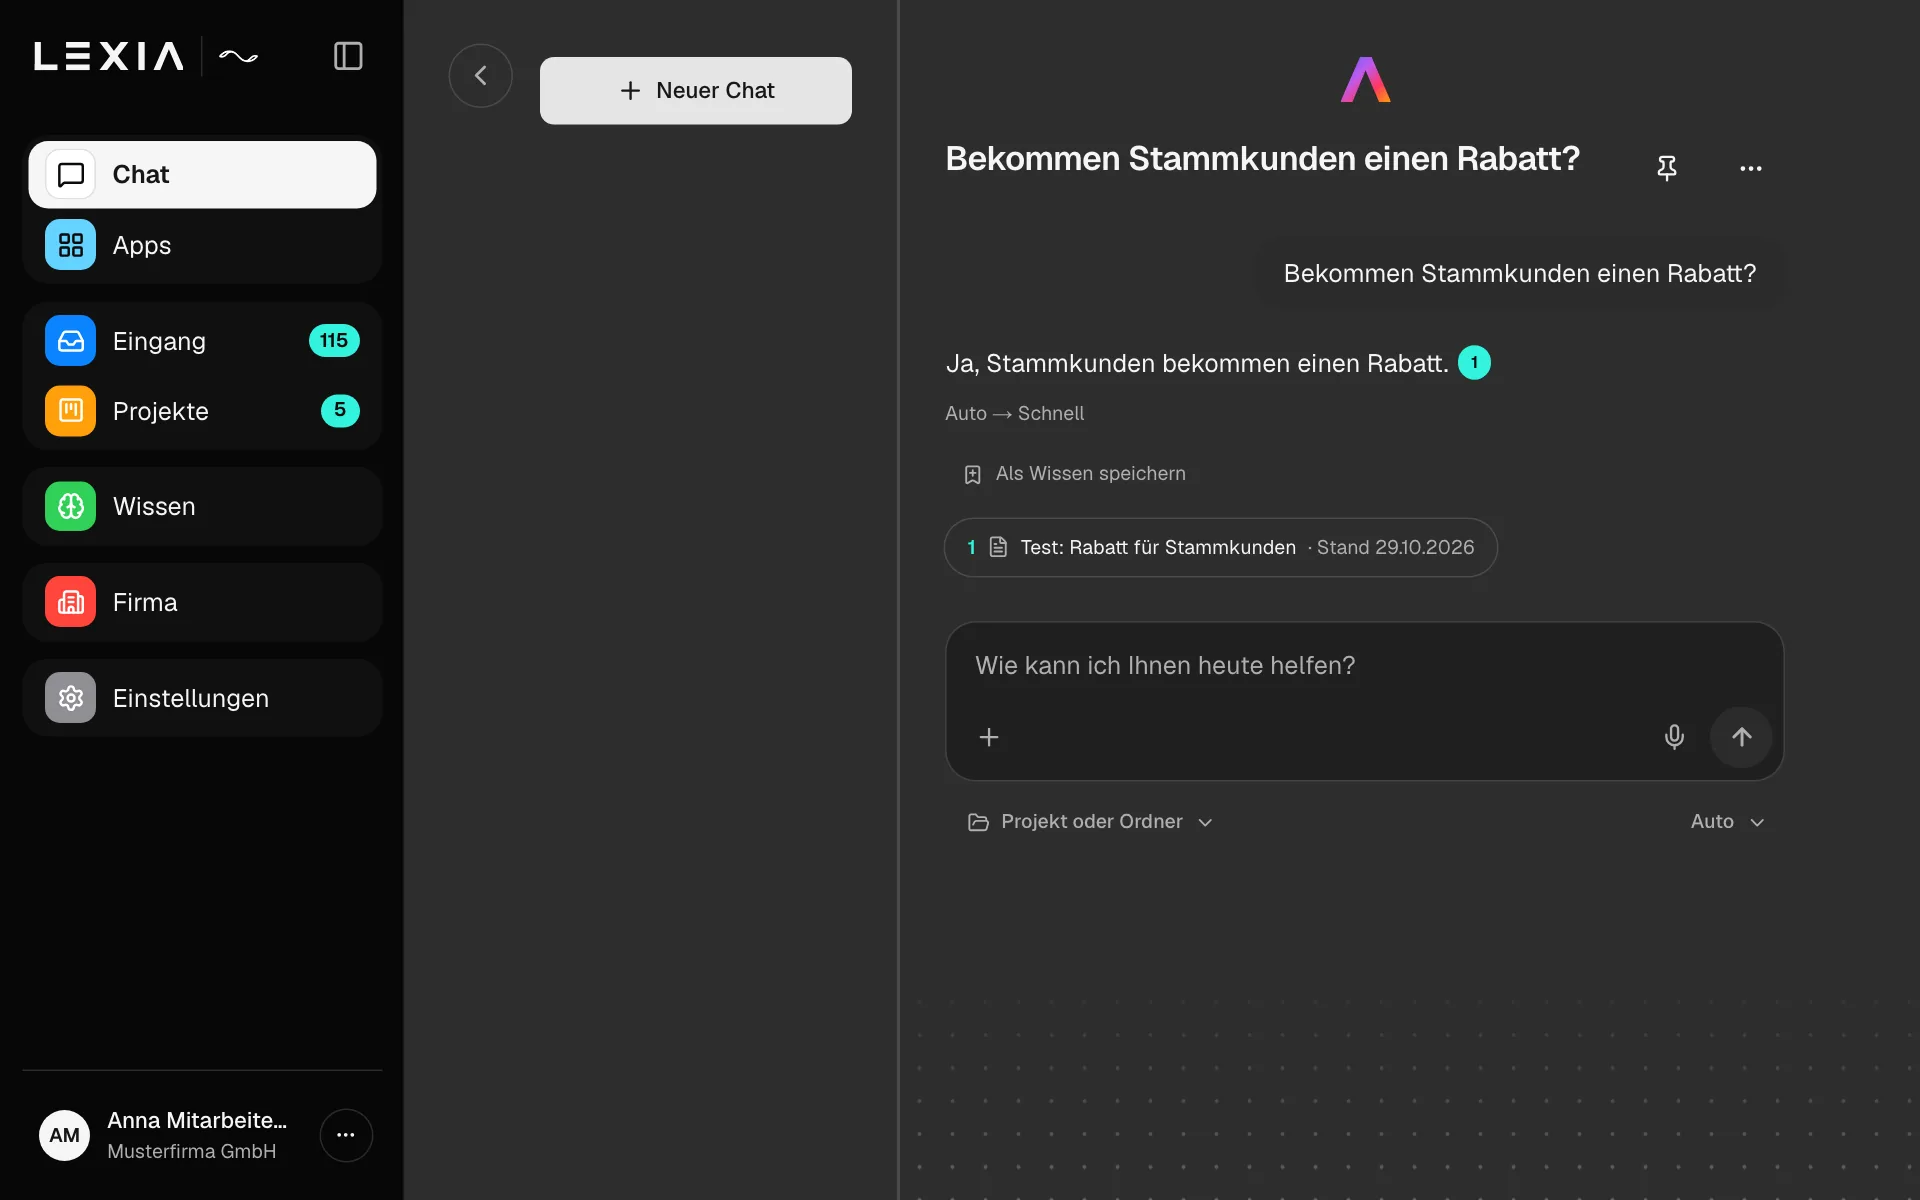 LEXIA
Chat
Apps
Eingang 115
Projekte 5
Wissen
Firma
Einstellungen
AM
Anna Mitarbeite...
Musterfirma GmbH
Neuer Chat
Bekommen Stammkunden einen Rabatt?
Bekommen Stammkunden einen Rabatt?
Ja, Stammkunden bekommen einen Rabatt. 1
Auto → Schnell
Als Wissen speichern
1 Test: Rabatt für Stammkunden · Stand 29.10.2026
Wie kann ich Ihnen heute helfen?
Projekt oder Ordner
Auto